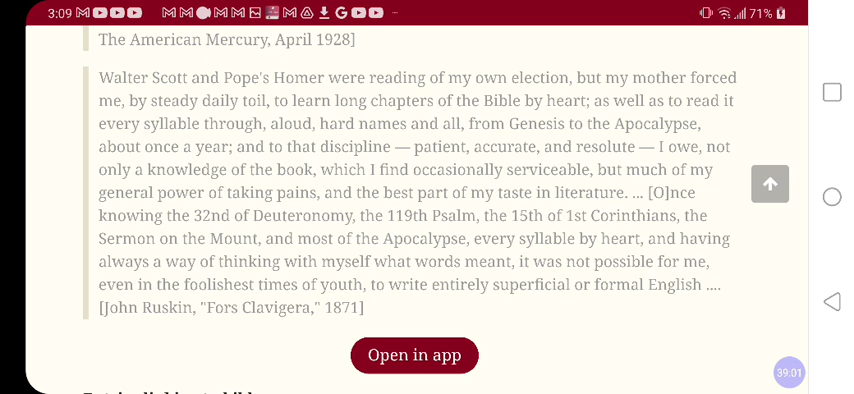 3:09
71%
The American Mercury, April 1928]
Walter Scott and Pope's Homer were reading of my own election, but my mother forced
me, by steady daily toil, to learn long chapters of the Bible by heart; as well as to read it
every syllable through, aloud, hard names and all, from Genesis to the Apocalypse,
about once a year; and to that discipline — patient, accurate, and resolute — I owe, not
only a knowledge of the book, which I find occasionally serviceable, but much of my
general power of taking pains, and the best part of my taste in literature. ... [O]nce
knowing the 32nd of Deuteronomy, the 119th Psalm, the 15th of 1st Corinthians, the
Sermon on the Mount, and most of the Apocalypse, every syllable by heart, and having
always a way of thinking with myself what words meant, it was not possible for me,
even in the foolishest times of youth, to write entirely superficial or formal English ....
[John Ruskin, "Fors Clavigera," 1871]
Open in app
39:01